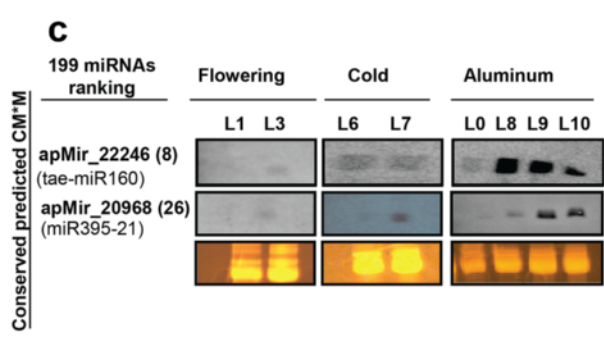 C
199 miRNAs
ranking
Flowering
Cold
Aluminum
L1 L3
L6 L7
L0 L8 L9 L10
apMir_22246 (8)
(tae-miR160)
apMir_20968 (26)
(miR395-21)
Conserved predicted CM*M